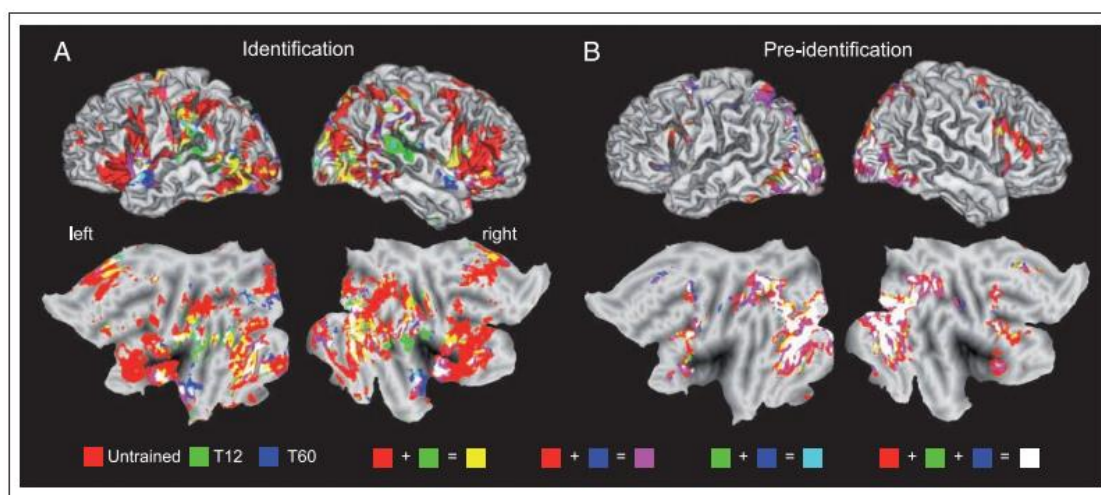 A Identification
B Pre-identification
left
right
Untrained T12 T60 + = + = + = + + =